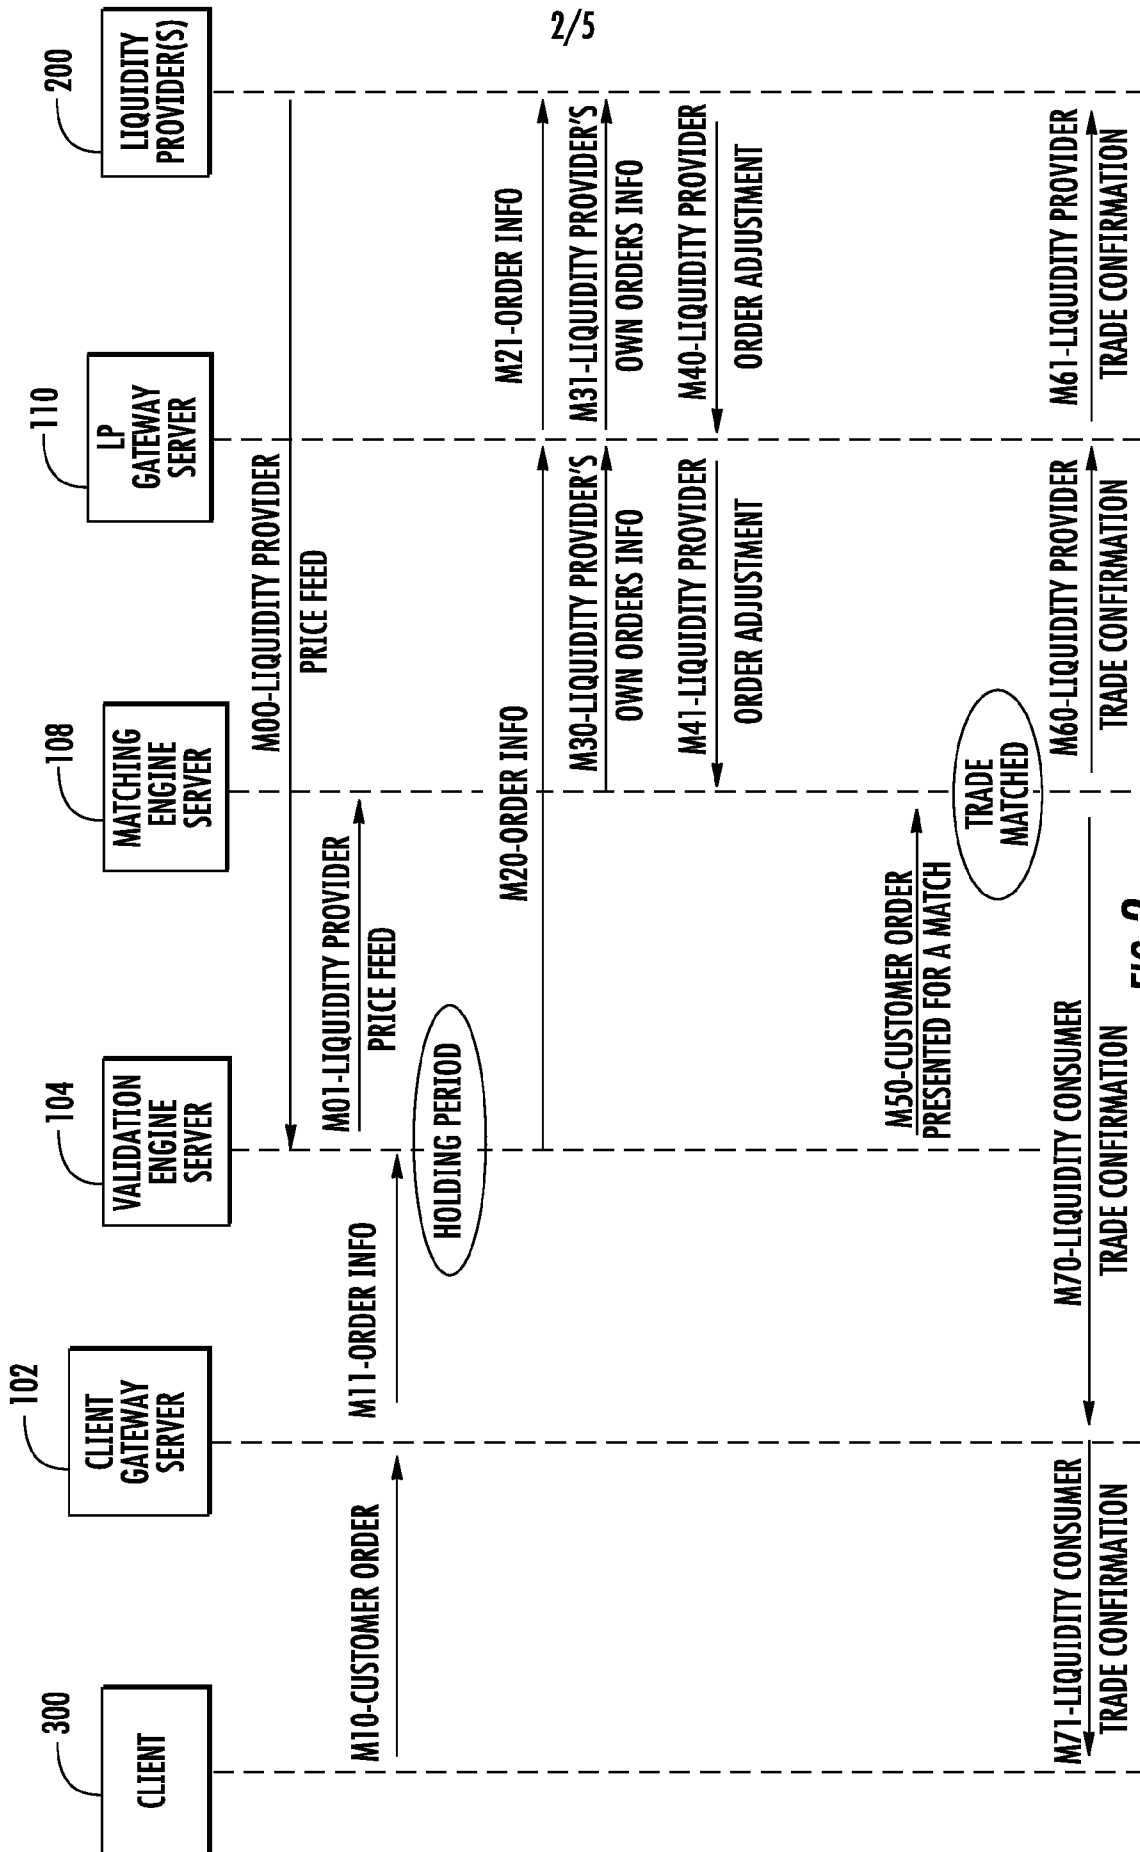 2/5
300
CLIENT
102
CLIENT
GATEWAY
SERVER
104
VALIDATION
ENGINE
SERVER
108
MATCHING
ENGINE
SERVER
110
LP
GATEWAY
SERVER
200
LIQUIDITY
PROVIDER(S)
M00-LIQUIDITY PROVIDER
PRICE FEED
M01-LIQUIDITY PROVIDER
PRICE FEED
M10-CUSTOMER ORDER
M11-ORDER INFO
HOLDING PERIOD
M20-ORDER INFO
M21-ORDER INFO
M30-LIQUIDITY PROVIDER'S
OWN ORDERS INFO
M31-LIQUIDITY PROVIDER'S
OWN ORDERS INFO
M41-LIQUIDITY PROVIDER
ORDER ADJUSTMENT
M40-LIQUIDITY PROVIDER
ORDER ADJUSTMENT
M50-CUSTOMER ORDER
PRESENTED FOR A MATCH
TRADE
MATCHED
M71-LIQUIDITY CONSUMER
TRADE CONFIRMATION
M70-LIQUIDITY CONSUMER
TRADE CONFIRMATION
M60-LIQUIDITY PROVIDER
TRADE CONFIRMATION
M61-LIQUIDITY PROVIDER
TRADE CONFIRMATION